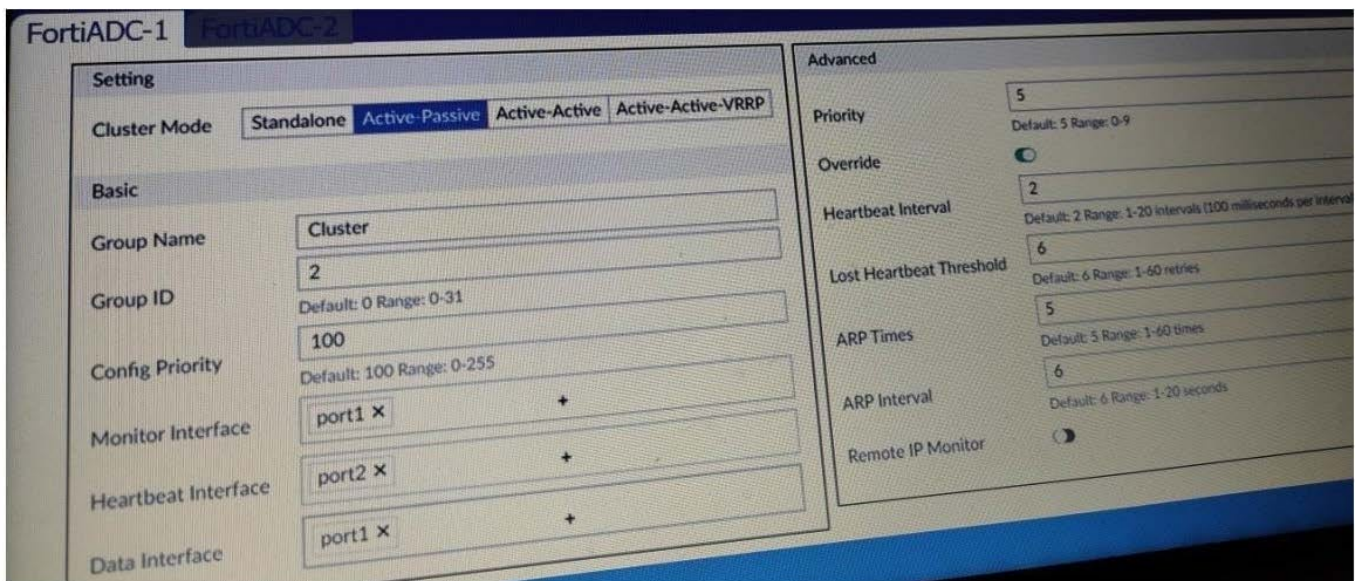 FortiADC-1 FortiADC-2
Setting
Cluster Mode Standalone Active-Passive Active-Active Active-Active-VRRP
Basic
Group Name Cluster
Group ID 2
Default: 0 Range: 0-31
Config Priority 100
Default: 100 Range: 0-255
Monitor Interface port1 × +
Heartbeat Interface port2 × +
Data Interface port1 × +
Advanced
Priority 5
Default: 5 Range: 0-9
Override
Heartbeat Interval 2
Default: 2 Range: 1-20 intervals (100 milliseconds per interval
Lost Heartbeat Threshold 6
Default: 6 Range: 1-60 retries
ARP Times 5
Default: 5 Range: 1-60 times
ARP Interval 6
Default: 6 Range: 1-20 seconds
Remote IP Monitor